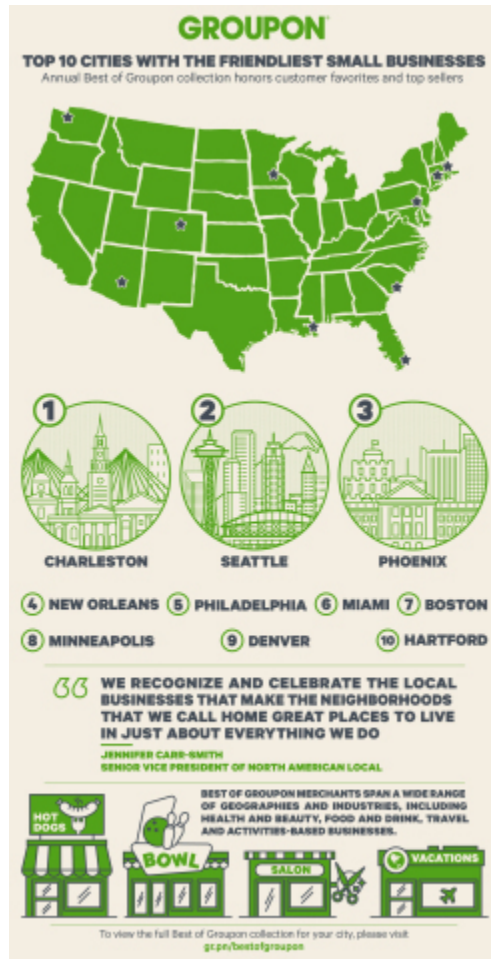 GROUPON
TOP 10 CITIES WITH THE FRIENDLIEST SMALL BUSINESSES
Annual Best of Groupon collection honors customer favorites and top sellers
1
2
3
CHARLESTON
SEATTLE
PHOENIX
4 NEW ORLEANS 5 PHILADELPHIA 6 MIAMI 7 BOSTON
8 MINNEAPOLIS 9 DENVER 10 HARTFORD
“ WE RECOGNIZE AND CELEBRATE THE LOCAL
BUSINESSES THAT MAKE THE NEIGHBORHOODS
THAT WE CALL HOME GREAT PLACES TO LIVE
IN JUST ABOUT EVERYTHING WE DO
JENNIFER CARR-SMITH
SENIOR VICE PRESIDENT OF NORTH AMERICAN LOCAL
BEST OF GROUPON MERCHANTS SPAN A WIDE RANGE
OF GEOGRAPHIES AND INDUSTRIES, INCLUDING
HEALTH AND BEAUTY, FOOD AND DRINK, TRAVEL
AND ACTIVITIES-BASED BUSINESSES.
HOT
DOGS
BOWL
SALON
VACATIONS
To view the full Best of Groupon collection for your city, please visit
gr.pn/bestofgroupon